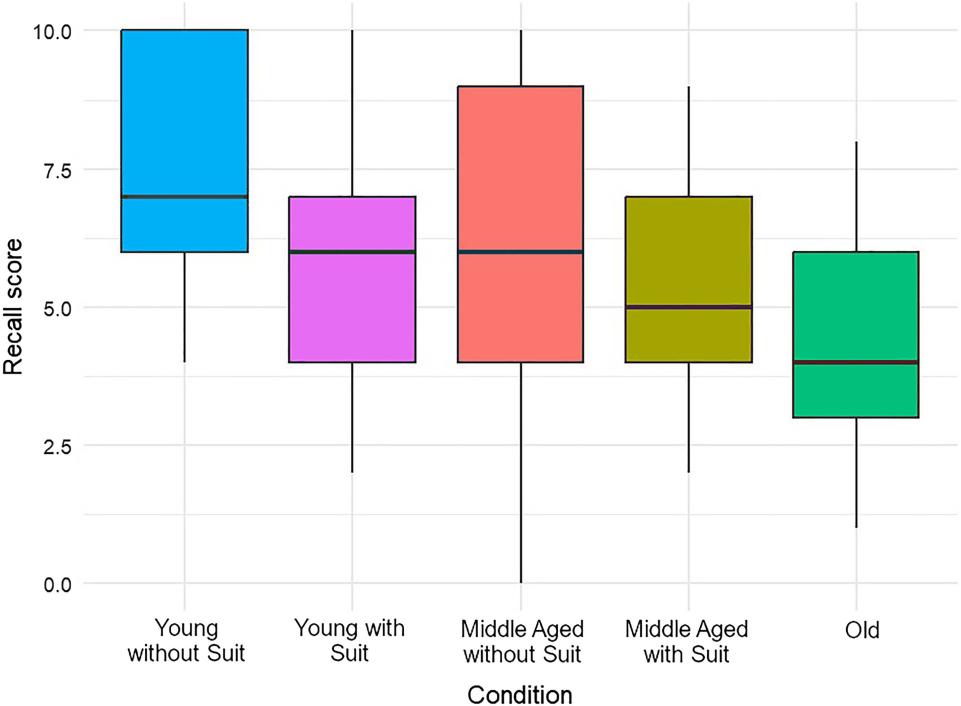 10.0
7.5
5.0
2.5
0.0
Recall score
Young
without Suit
Young with
Suit
Middle Aged
without Suit
Middle Aged
with Suit
Old
Condition